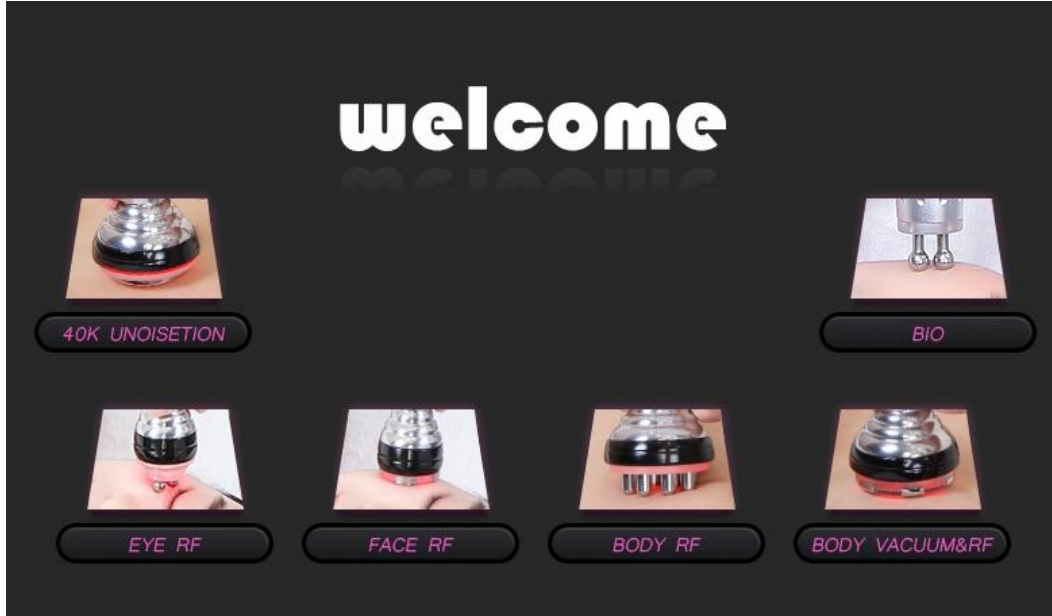 welcome
40K UNOISETION
BIO
EYE RF
FACE RF
BODY RF
BODY VACUUM&RF